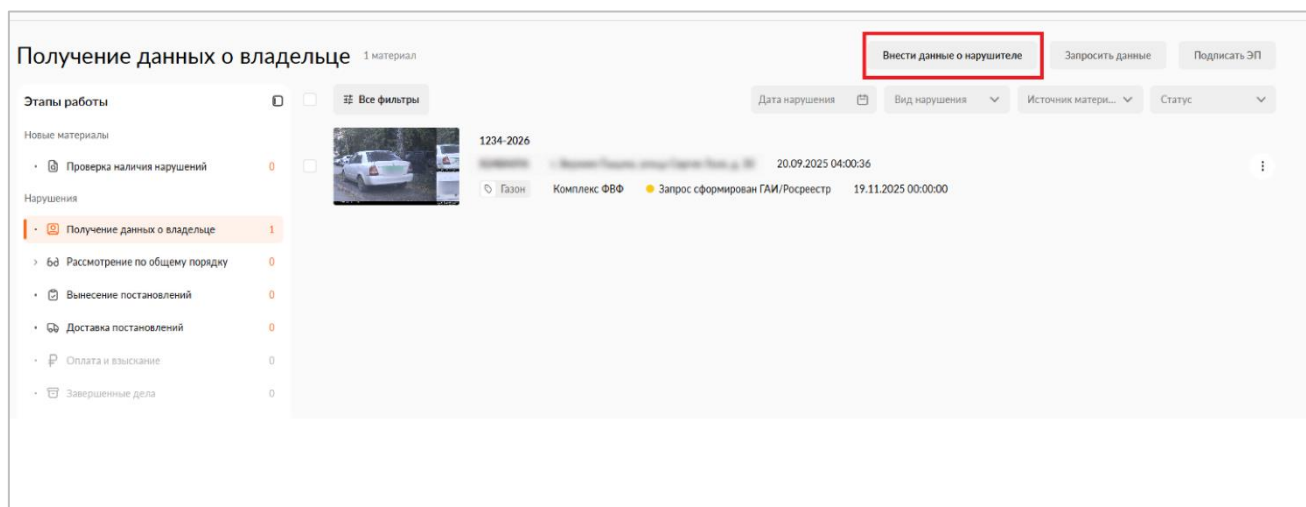 Получение данных о владельце 1 материал
Внести данные о нарушителе Запросить данные Подписать ЭП
Этапы работы
Новые материалы
Проверка наличия нарушений 0
Нарушения
Получение данных о владельце 1
Рассмотрение по общему порядку 0
Вынесение постановлений 0
Доставка постановлений 0
Оплата и взыскание 0
Завершенные дела 0
Все фильтры Дата нарушения Вид нарушения Источник матери... Статус
1234-2026
20.09.2025 04:00:36
Газон Комплекс ФВФ Запрос сформирован ГАИ/Росреестр 19.11.2025 00:00:00